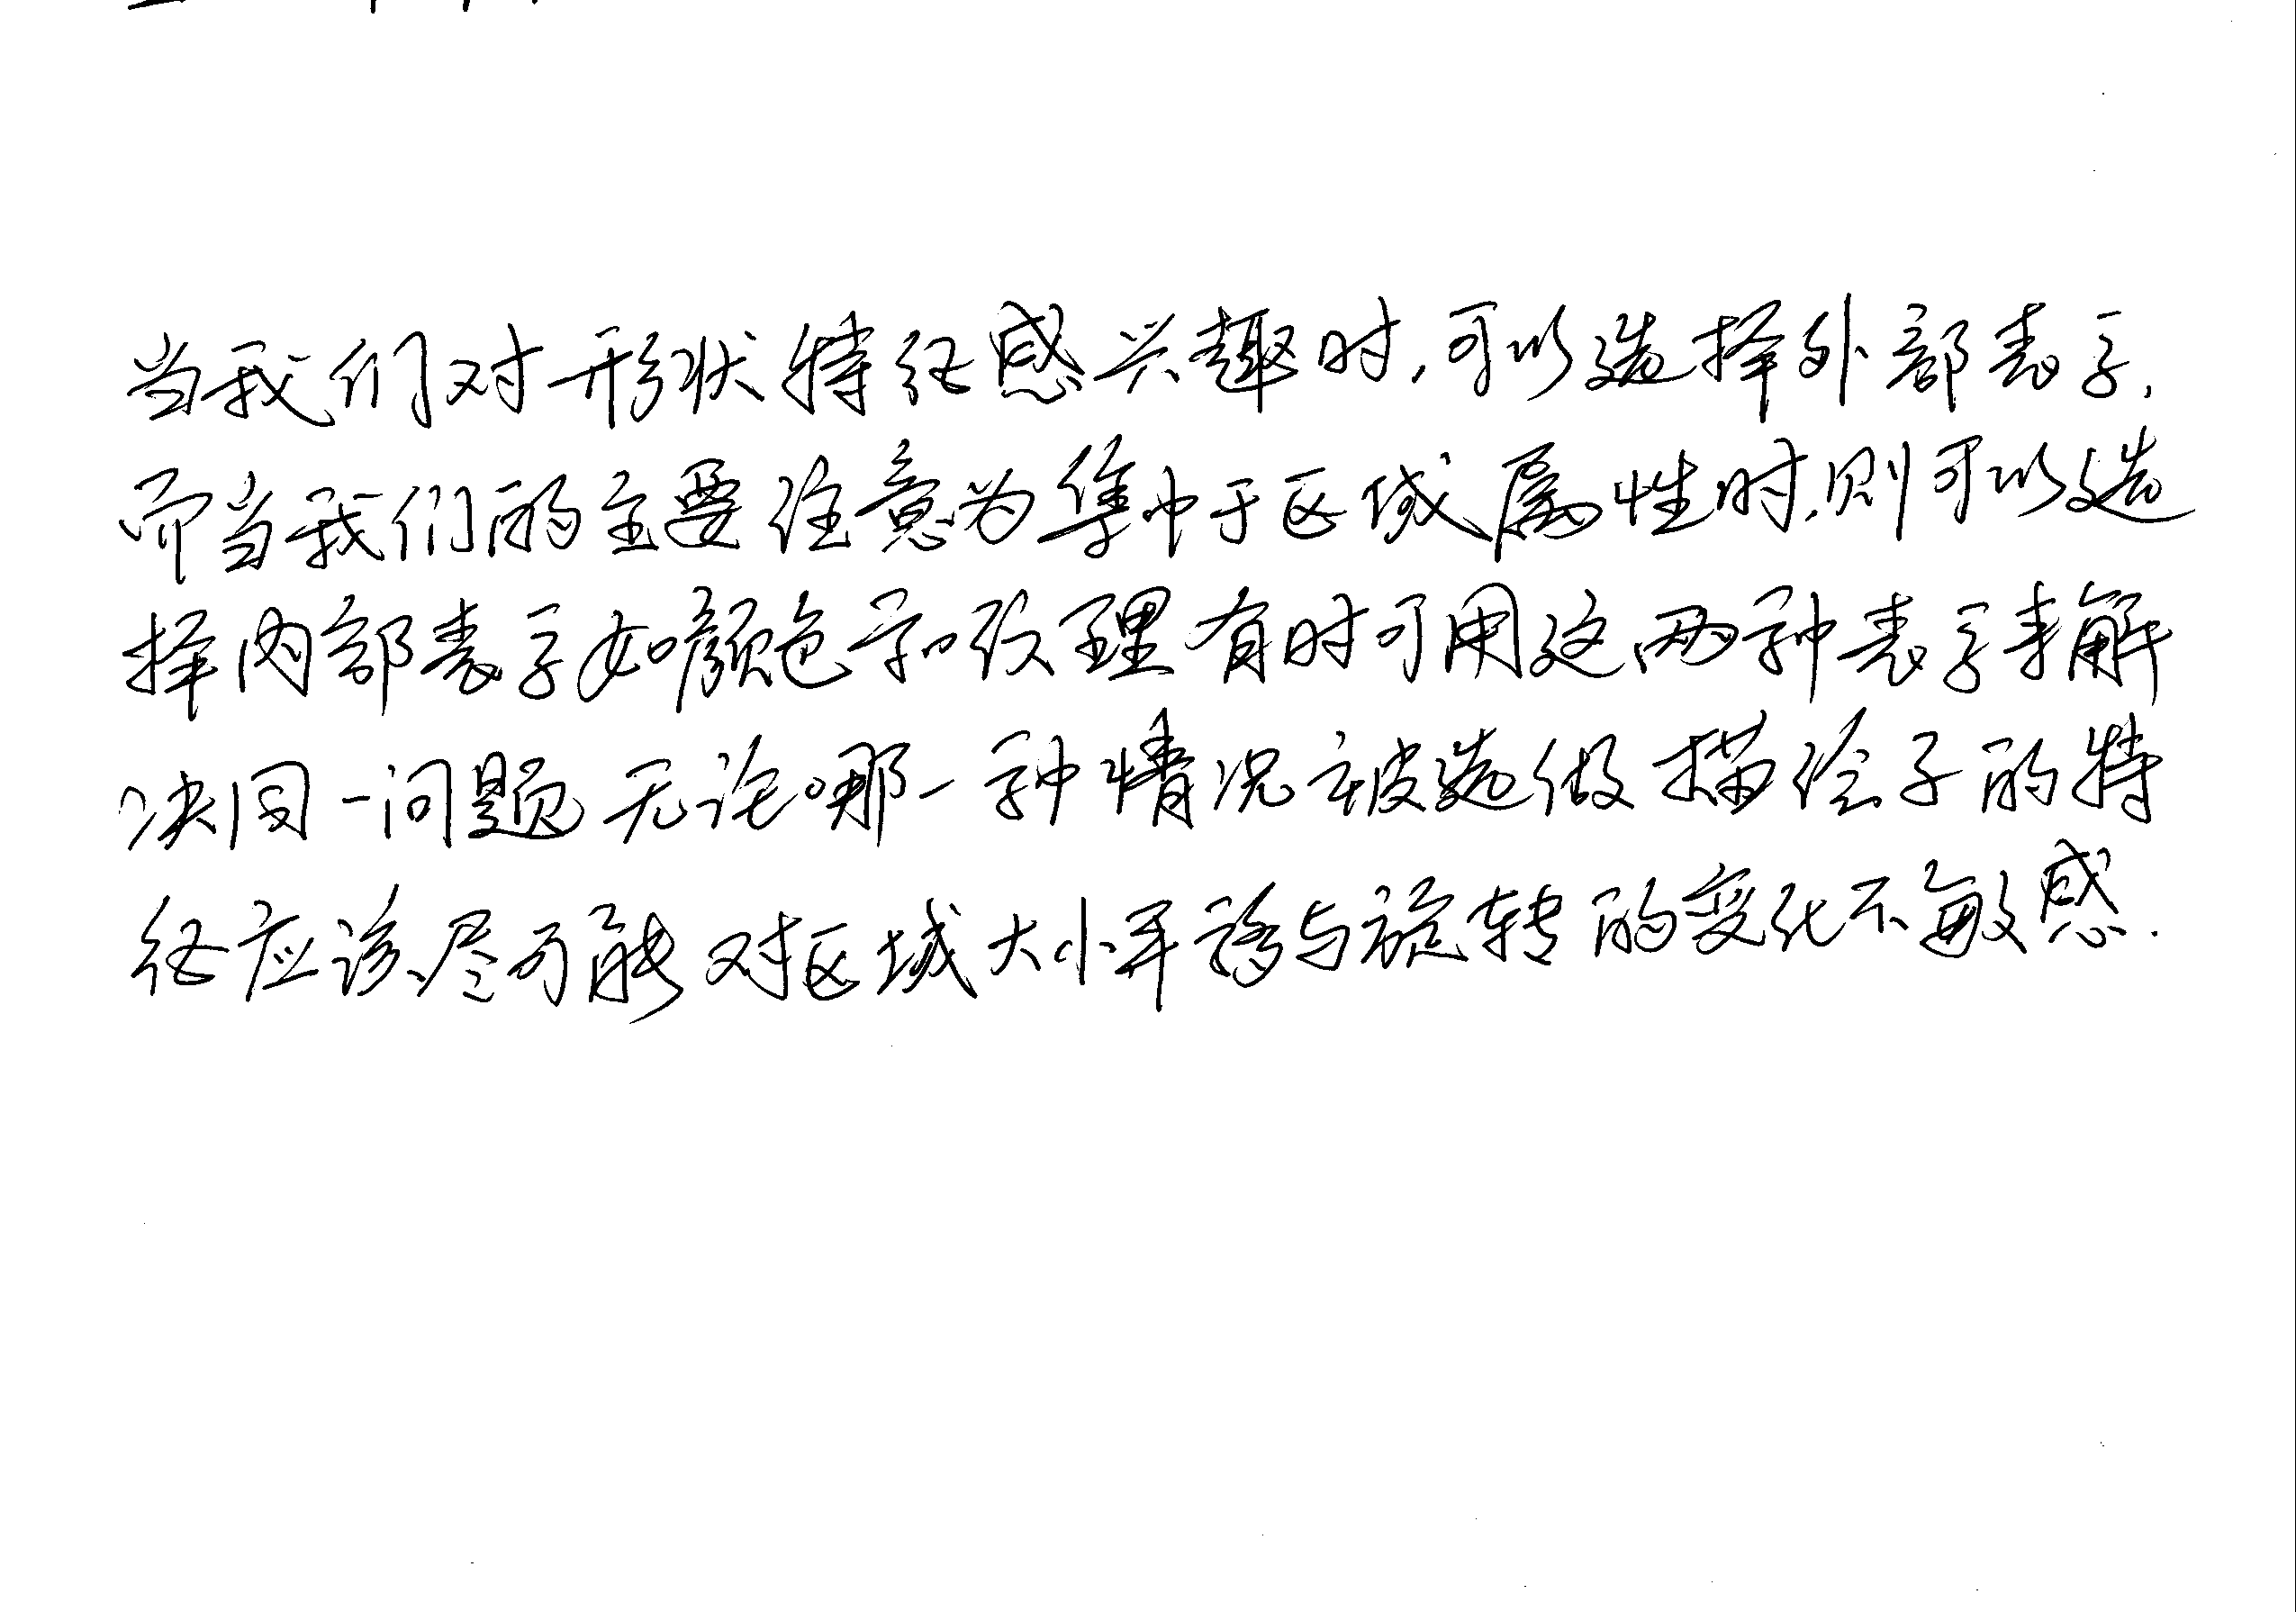 当我们对形状特征感兴趣时,可以选择外部表示,
而当我们的主要注意为集中于区域属性时,则可以选
择内部表示如颜色和纹理有时可用这两种表示来解
决同一问题无论哪一种情况被选做描绘子的特
征应该尽可能对区域大小平移与旋转的变化不敏感.